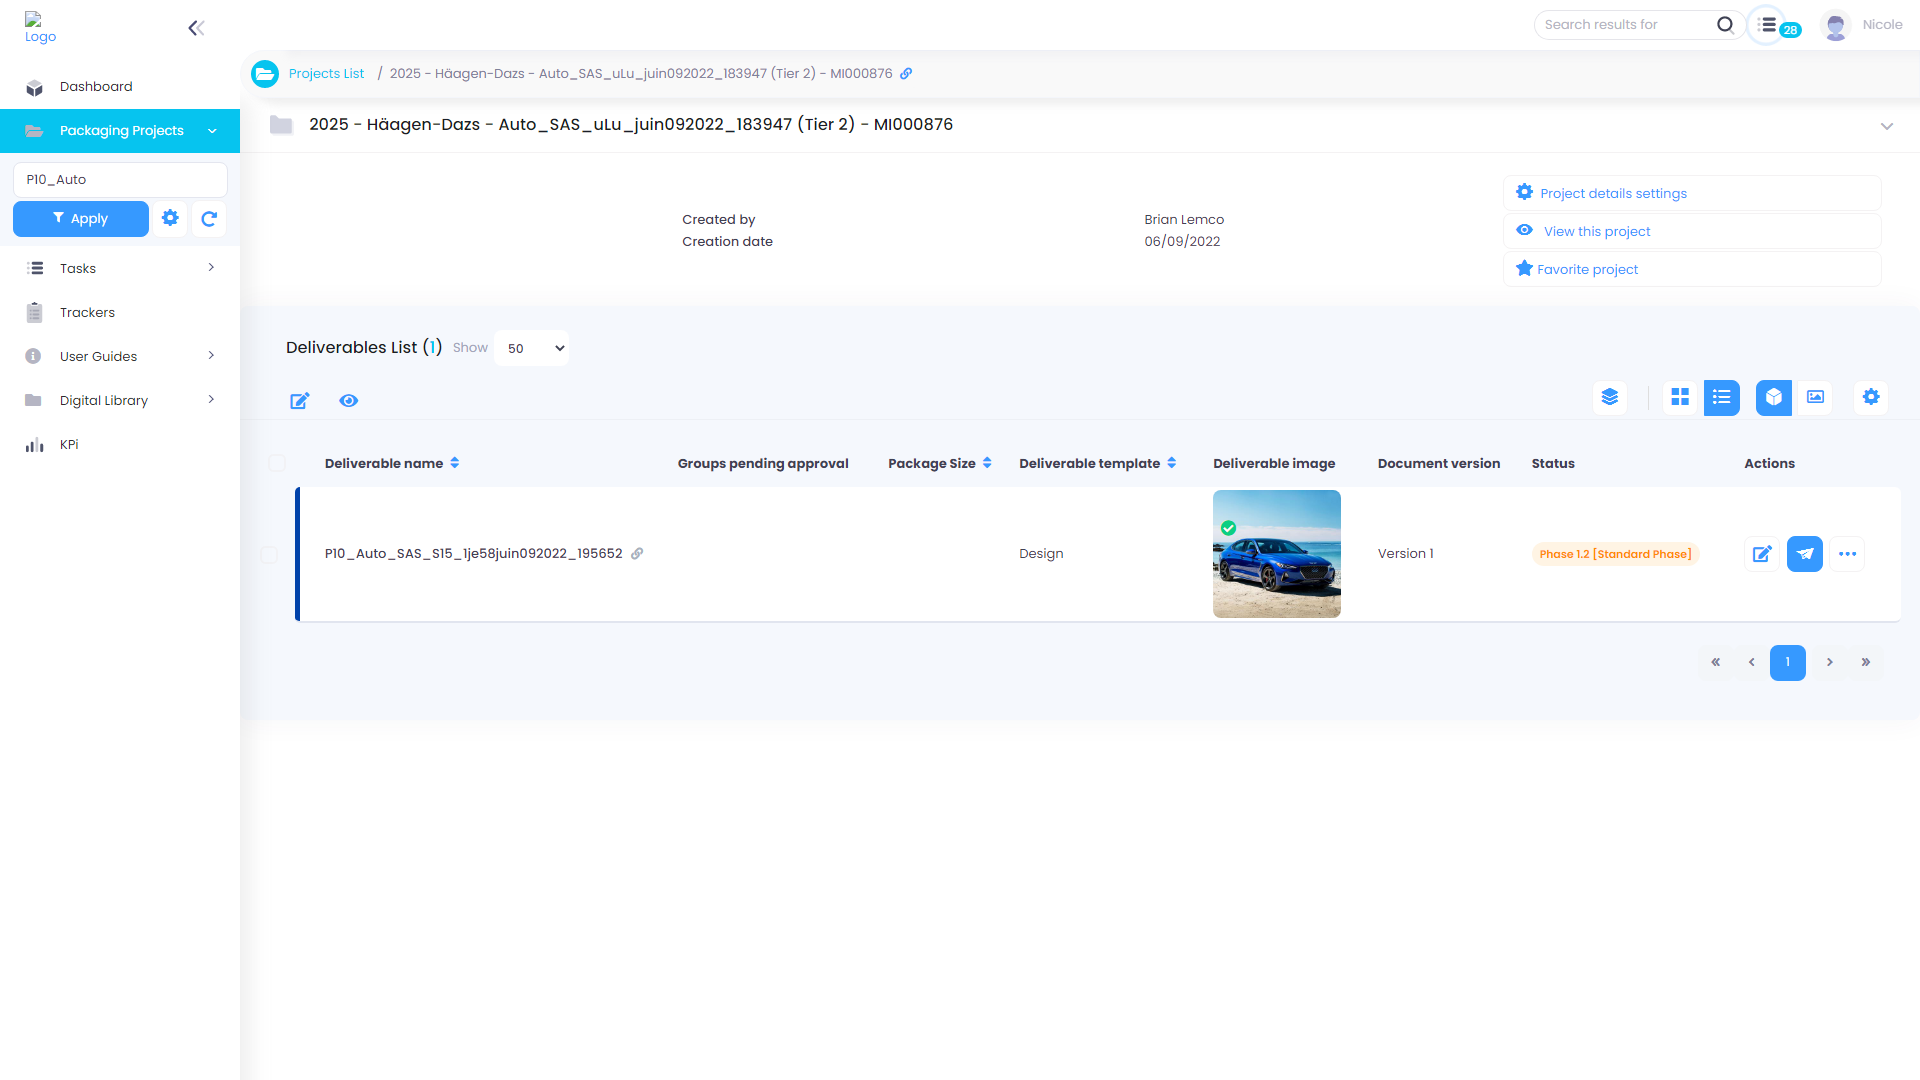 Logo
Search results for
28
Nicole
Dashboard
Packaging Projects
P10_Auto
Apply
Tasks
Trackers
User Guides
Digital Library
KPi
Projects List / 2025 - Häagen-Dazs - Auto_SAS_uLu_juin092022_183947 (Tier 2) - MI000876
2025 - Häagen-Dazs - Auto_SAS_uLu_juin092022_183947 (Tier 2) - MI000876
Created by Brian Lemco
Creation date 06/09/2022
Project details settings
View this project
Favorite project
Deliverables List (1) Show 50
Deliverable name Groups pending approval Package Size Deliverable template Deliverable image Document version Status Actions
P10_Auto_SAS_S15_1je58juin092022_195652 Design Version 1 Phase 1.2 [Standard Phase]
« ‹ 1 › »